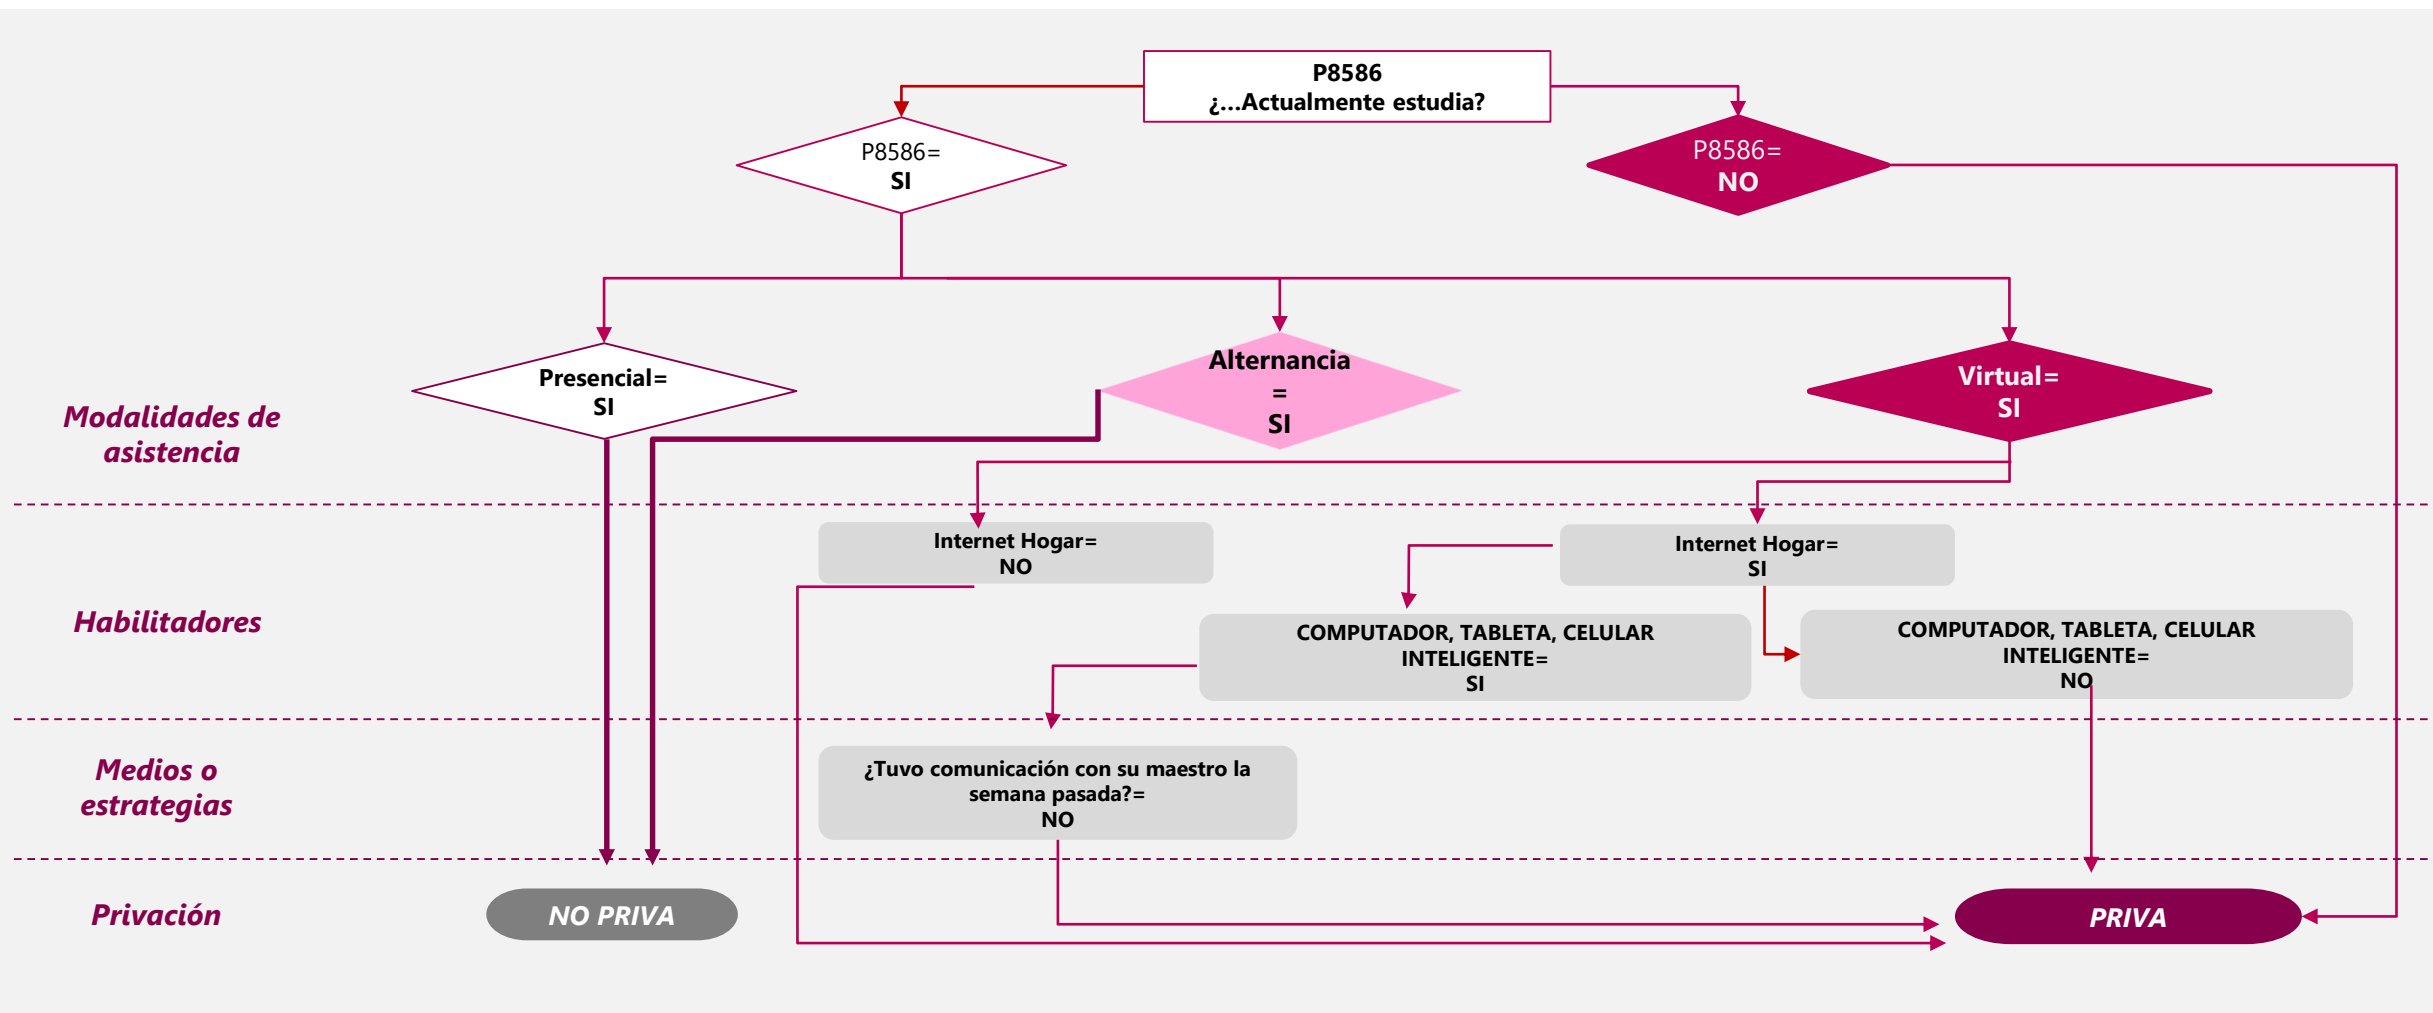 P8586
¿...Actualmente estudia?
P8586=
SI
P8586=
NO
Presencial=
SI
Alternancia
=
SI
Virtual=
SI
Modalidades de
asistencia
Internet Hogar=
NO
Internet Hogar=
SI
Habilitadores
COMPUTADOR, TABLETA, CELULAR
INTELIGENTE=
SI
COMPUTADOR, TABLETA, CELULAR
INTELIGENTE=
NO
Medios o
estrategias
¿Tuvo comunicación con su maestro la
semana pasada?=
NO
Privación
NO PRIVA
PRIVA